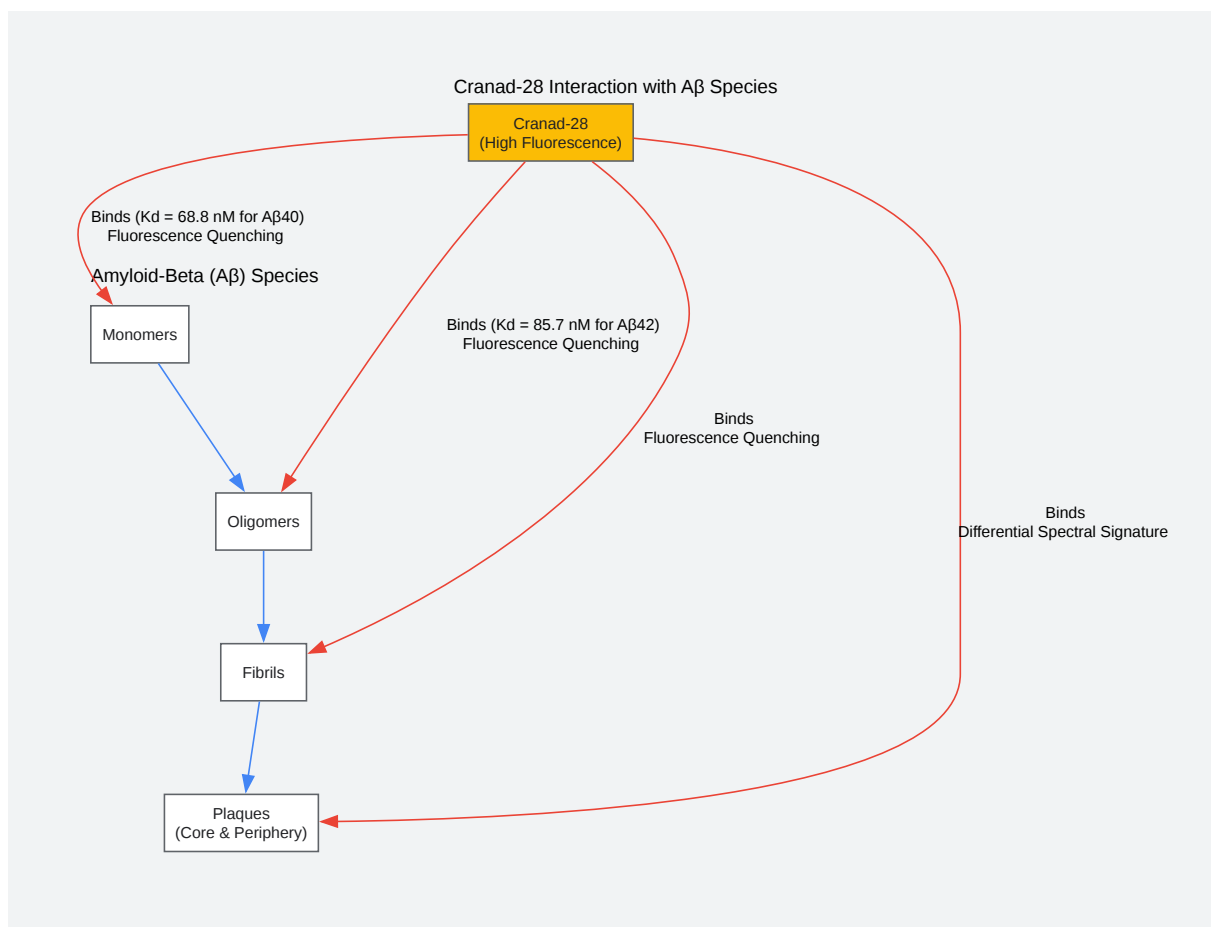 Cranad-28 Interaction with Aβ Species
Cranad-28
(High Fluorescence)
Binds (Kd = 68.8 nM for Aβ40)
Fluorescence Quenching
Amyloid-Beta (Aβ) Species
Monomers
Binds (Kd = 85.7 nM for Aβ42)
Fluorescence Quenching
Binds
Fluorescence Quenching
Oligomers
Binds
Differential Spectral Signature
Fibrils
Plaques
(Core & Periphery)